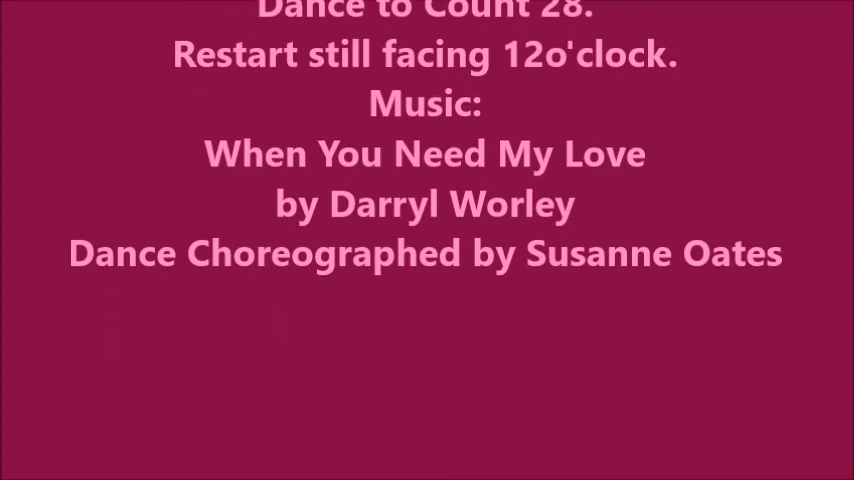 Dance to Count 28.
Restart still facing 12o'clock.
Music:
When You Need My Love
by Darryl Worley
Dance Choreographed by Susanne Oates